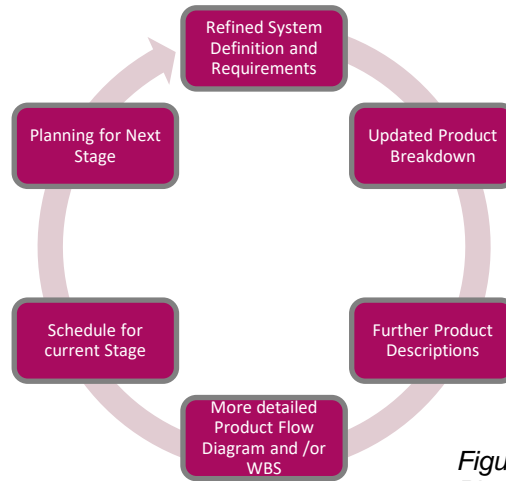 Refined System
Definition and
Requirements
Updated Product
Breakdown
Further Product
Descriptions
More detailed
Product Flow
Diagram and /or
WBS
Schedule for
current Stage
Planning for Next
Stage